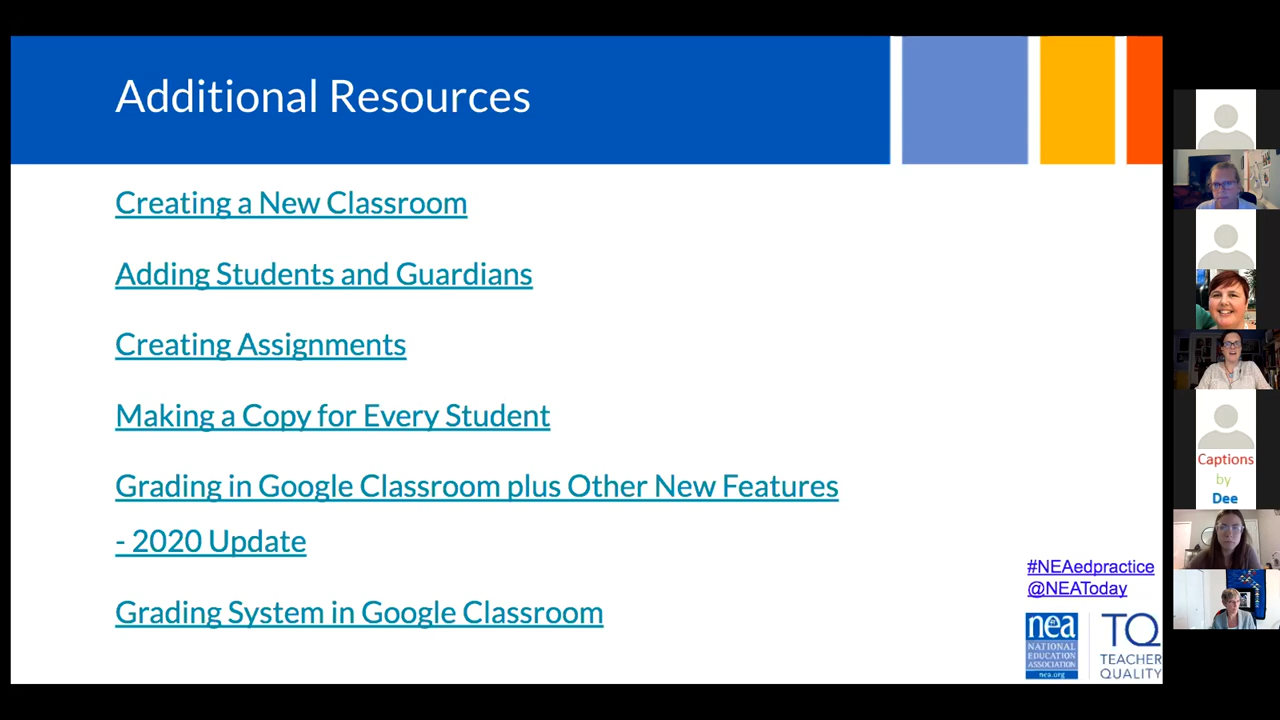 Additional Resources
Creating a New Classroom
Adding Students and Guardians
Creating Assignments
Making a Copy for Every Student
Grading in Google Classroom plus Other New Features
- 2020 Update
Grading System in Google Classroom
#NEAedpractice
@NEAToday
nea
NATIONAL
EDUCATION
ASSOCIATION
nea.org
TQ
TEACHER
QUALITY
Captions
by
Dee